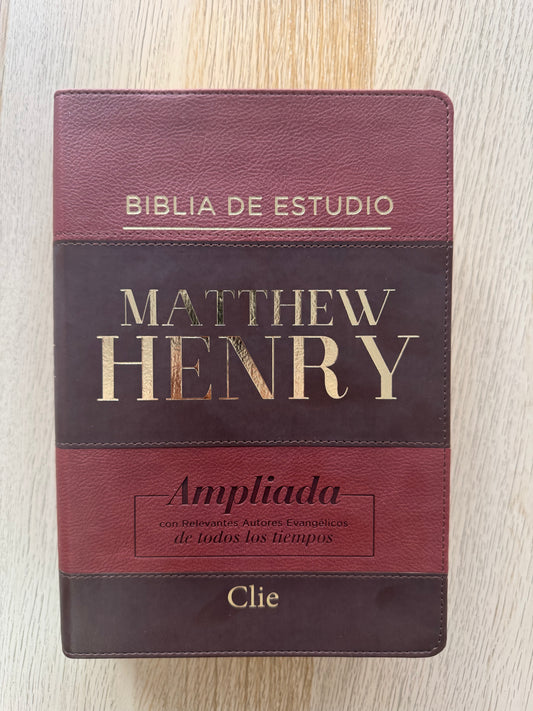 BIBLIA DE ESTUDIO
MATTHEW
HENRY
Ampliada
con Relevantes Autores Evangélicos
de todos los tiempos
Clie